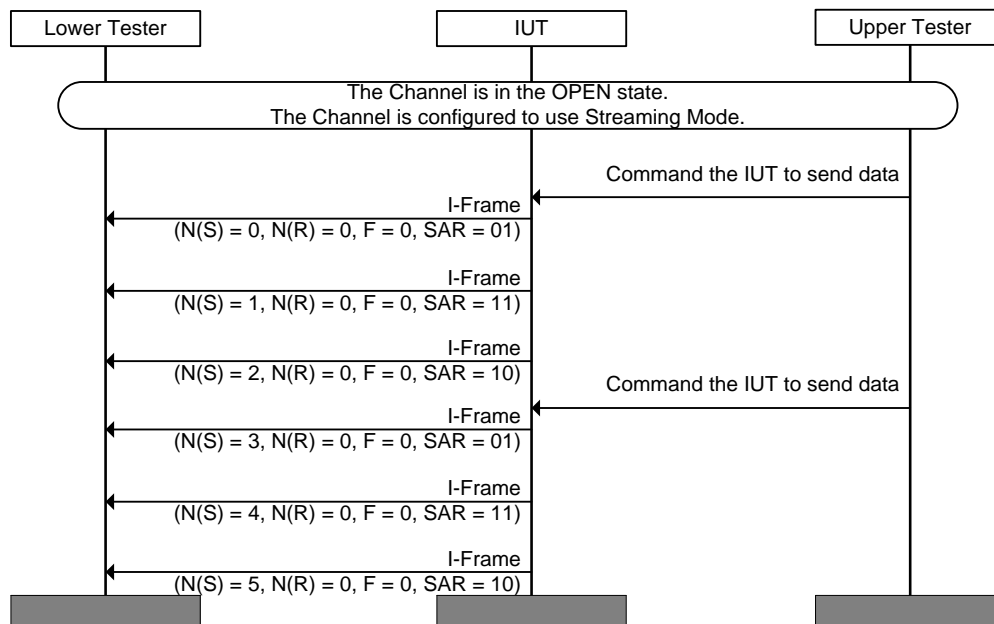 Lower Tester
IUT
Upper Tester
The Channel is in the OPEN state.
The Channel is configured to use Streaming Mode.
Command the IUT to send data
I-Frame
(N(S) = 0, N(R) = 0, F = 0, SAR = 01)
I-Frame
(N(S) = 1, N(R) = 0, F = 0, SAR = 11)
I-Frame
(N(S) = 2, N(R) = 0, F = 0, SAR = 10)
Command the IUT to send data
I-Frame
(N(S) = 3, N(R) = 0, F = 0, SAR = 01)
I-Frame
(N(S) = 4, N(R) = 0, F = 0, SAR = 11)
I-Frame
(N(S) = 5, N(R) = 0, F = 0, SAR = 10)